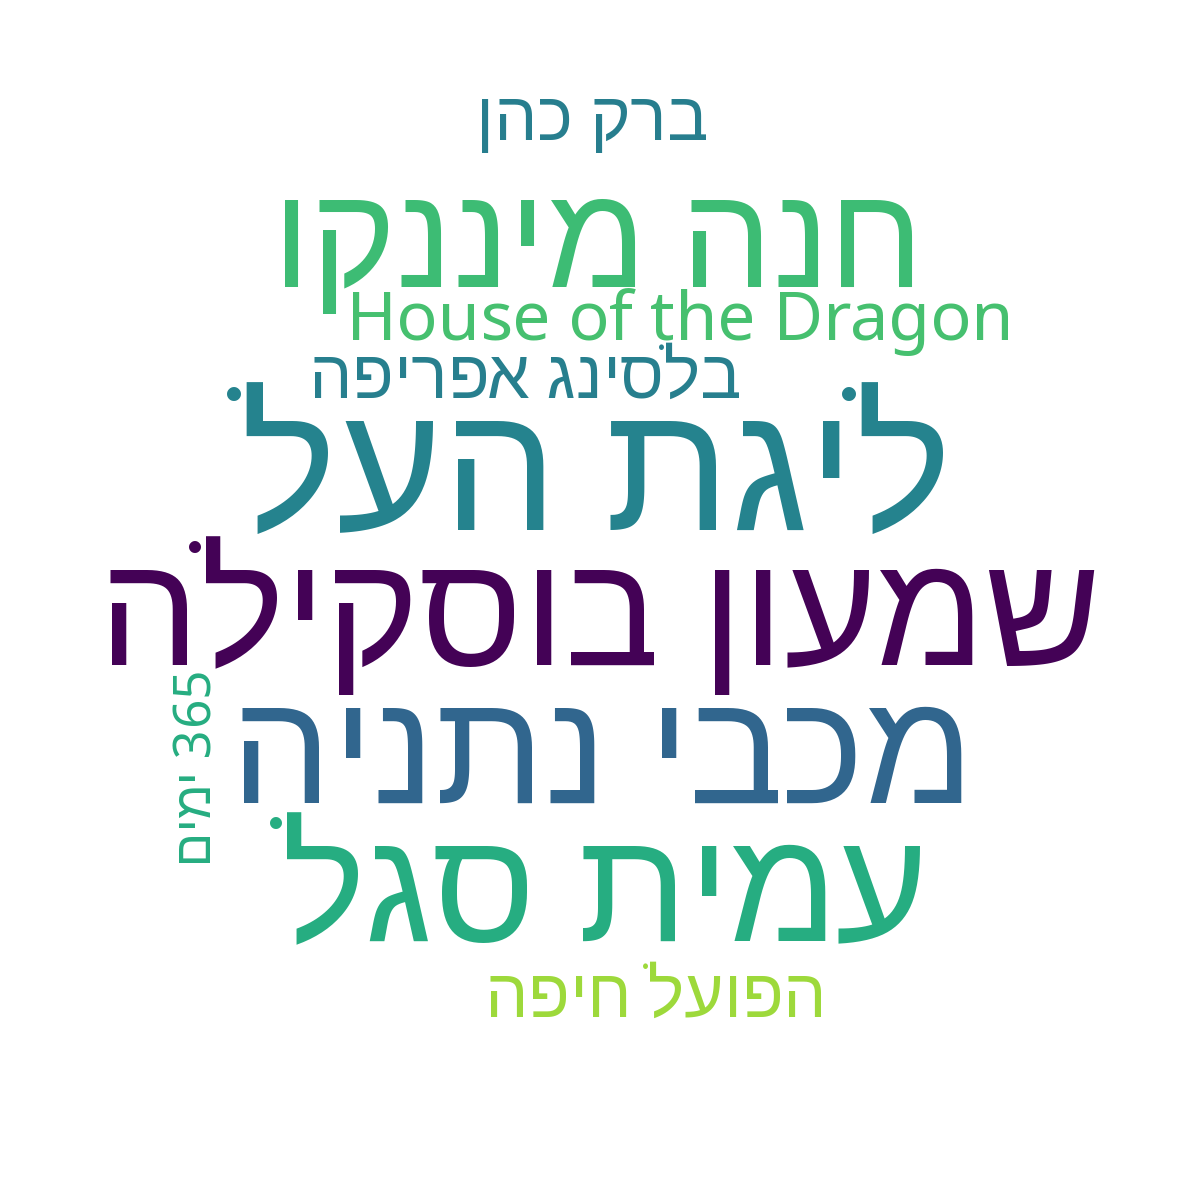 ברק כהן
חנה מיננקו
House of the Dragon
בלסינג אפריפה
ליגת העל
שמעון בוסקילה
365 ימים
מכבי נתניה
עמית סגל
הפועל חיפה